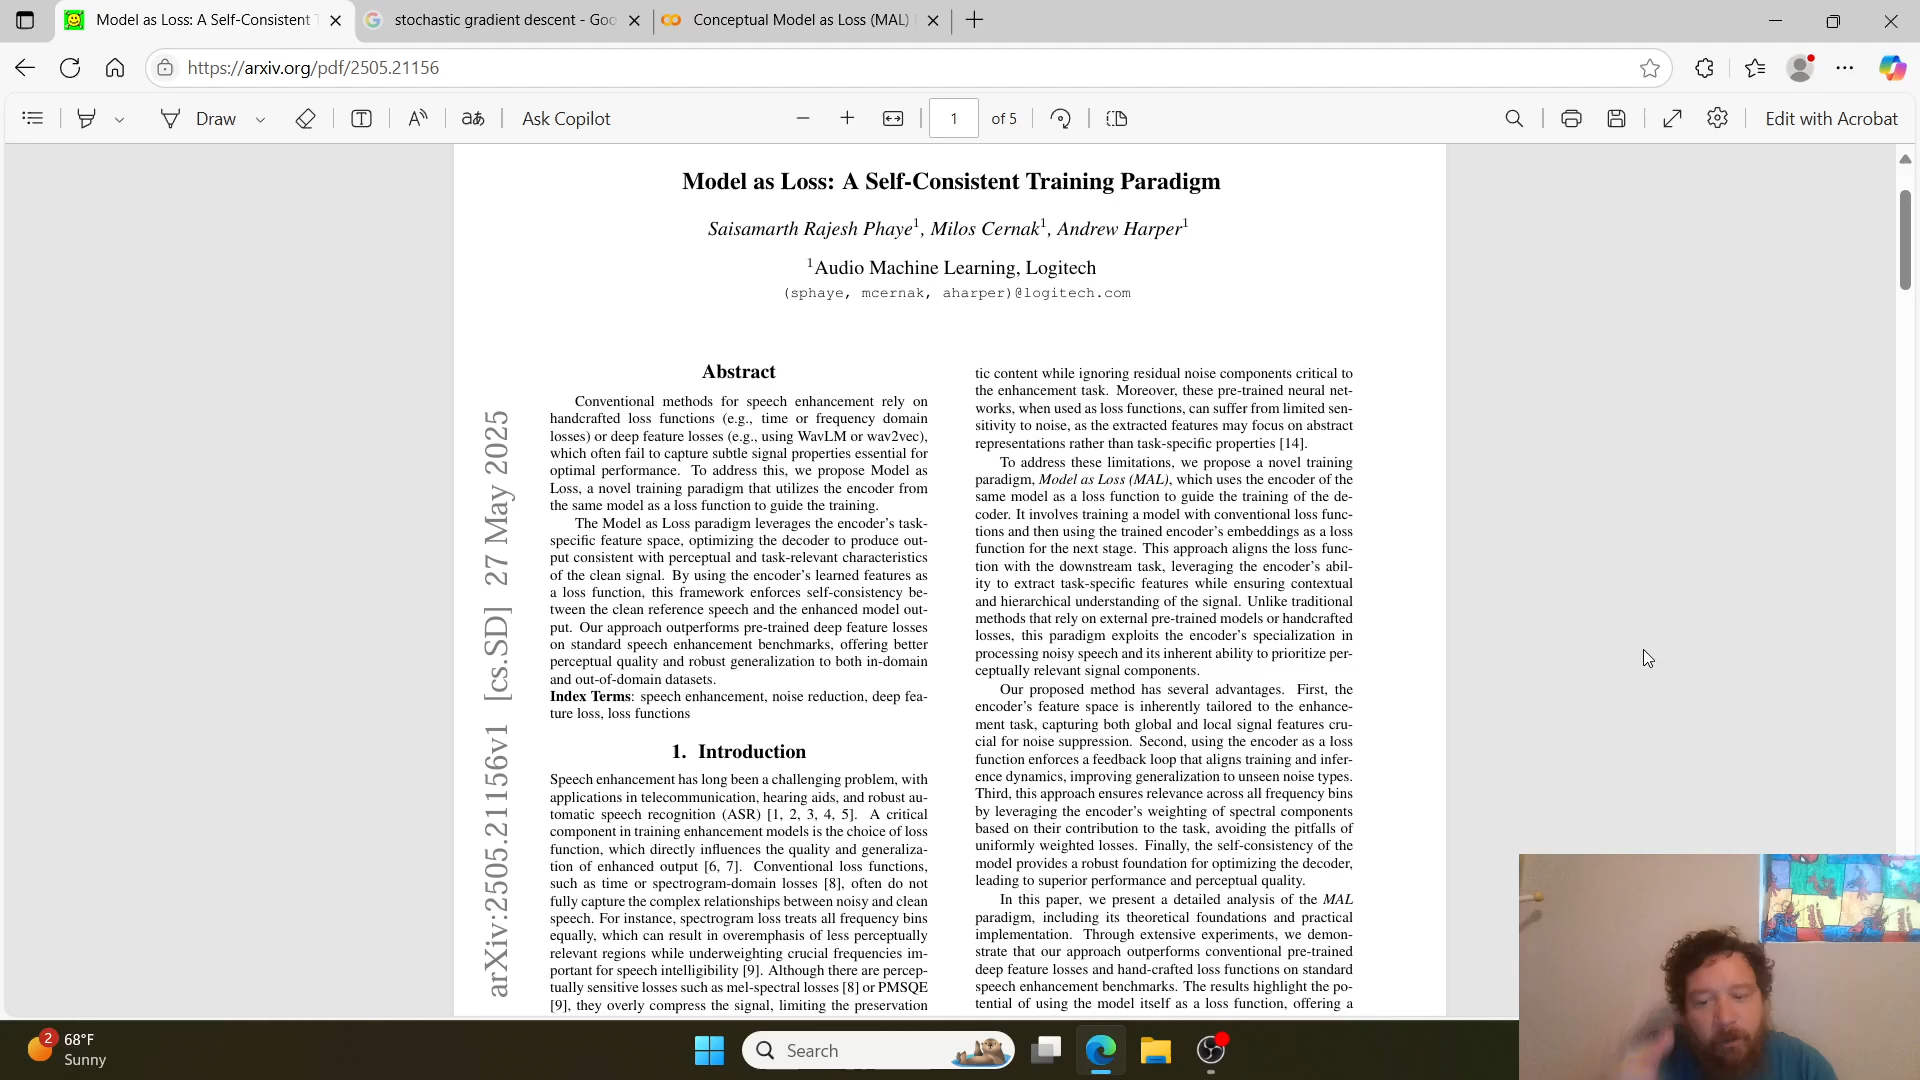 Model as Loss: A Self-Consistent T
stochastic gradient descent - Goo
Conceptual Model as Loss (MAL)
https://arxiv.org/pdf/2505.21156
Draw
Ask Copilot
1
of 5
Edit with Acrobat
Model as Loss: A Self-Consistent Training Paradigm
Saisamarth Rajesh Phaye1, Milos Cernak1, Andrew Harper1
1Audio Machine Learning, Logitech
(sphaye, mcernak, aharper)@logitech.com
arXiv:2505.21156v1 [cs.SD] 27 May 2025
Abstract
Conventional methods for speech enhancement rely on
handcrafted loss functions (e.g., time or frequency domain
losses) or deep feature losses (e.g., using WavLM or wav2vec),
which often fail to capture subtle signal properties essential for
optimal performance. To address this, we propose Model as
Loss, a novel training paradigm that utilizes the encoder from
the same model as a loss function to guide the training.
The Model as Loss paradigm leverages the encoder's task-
specific feature space, optimizing the decoder to produce out-
put consistent with perceptual and task-relevant characteristics
of the clean signal. By using the encoder's learned features as
a loss function, this framework enforces self-consistency be-
tween the clean reference speech and the enhanced model out-
put. Our approach outperforms pre-trained deep feature losses
on standard speech enhancement benchmarks, offering better
perceptual quality and robust generalization to both in-domain
and out-of-domain datasets.
Index Terms: speech enhancement, noise reduction, deep fea-
ture loss, loss functions
1. Introduction
Speech enhancement has long been a challenging problem, with
applications in telecommunication, hearing aids, and robust au-
tomatic speech recognition (ASR) [1, 2, 3, 4, 5]. A critical
component in training enhancement models is the choice of loss
function, which directly influences the quality and generaliza-
tion of enhanced output [6, 7]. Conventional loss functions,
such as time or spectrogram-domain losses [8], often do not
fully capture the complex relationships between noisy and clean
speech. For instance, spectrogram loss treats all frequency bins
equally, which can result in overemphasis of less perceptually
relevant regions while underweighting crucial frequencies im-
portant for speech intelligibility [9]. Although there are percep-
tually sensitive losses such as mel-spectral losses [8] or PMSQE
[9], they overly compress the signal, limiting the preservation
tic content while ignoring residual noise components critical to
the enhancement task. Moreover, these pre-trained neural net-
works, when used as loss functions, can suffer from limited sen-
sitivity to noise, as the extracted features may focus on abstract
representations rather than task-specific properties [14].
To address these limitations, we propose a novel training
paradigm, Model as Loss (MAL), which uses the encoder of the
same model as a loss function to guide the training of the de-
coder. It involves training a model with conventional loss func-
tions and then using the trained encoder's embeddings as a loss
function for the next stage. This approach aligns the loss func-
tion with the downstream task, leveraging the encoder's abil-
ity to extract task-specific features while ensuring contextual
and hierarchical understanding of the signal. Unlike traditional
methods that rely on external pre-trained models or handcrafted
losses, this paradigm exploits the encoder's specialization in
processing noisy speech and its inherent ability to prioritize per-
ceptually relevant signal components.
Our proposed method has several advantages. First, the
encoder's feature space is inherently tailored to the enhance-
ment task, capturing both global and local signal features cru-
cial for noise suppression. Second, using the encoder as a loss
function enforces a feedback loop that aligns training and infer-
ence dynamics, improving generalization to unseen noise types.
Third, this approach ensures relevance across all frequency bins
by leveraging the encoder's weighting of spectral components
based on their contribution to the task, avoiding the pitfalls of
uniformly weighted losses. Finally, the self-consistency of the
model provides a robust foundation for optimizing the decoder,
leading to superior performance and perceptual quality.
In this paper, we present a detailed analysis of the MAL
paradigm, including its theoretical foundations and practical
implementation. Through extensive experiments, we demon-
strate that our approach outperforms conventional pre-trained
deep feature losses and hand-crafted loss functions on standard
speech enhancement benchmarks. The results highlight the po-
tential of using the model itself as a loss function, offering a
2
68°F
Sunny
Search